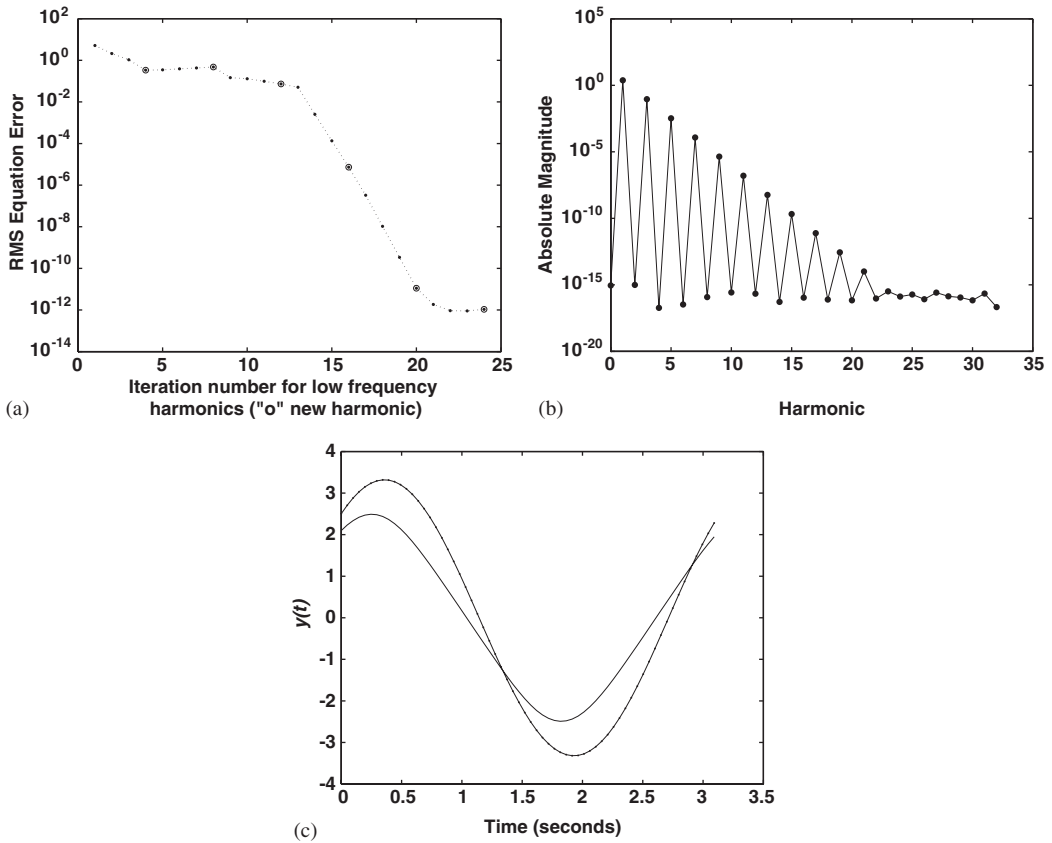 10^2
10^0
10^-2
10^-4
10^-6
10^-8
10^-10
10^-12
10^-14
RMS Equation Error
0 5 10 15 20 25
Iteration number for low frequency
harmonics ("o" new harmonic)
(a)
10^5
10^0
10^-5
10^-10
10^-15
10^-20
Absolute Magnitude
0 5 10 15 20 25 30 35
Harmonic
(b)
4
3
2
1
0
-1
-2
-3
-4
y(t)
0 0.5 1 1.5 2 2.5 3 3.5
Time (seconds)
(c)